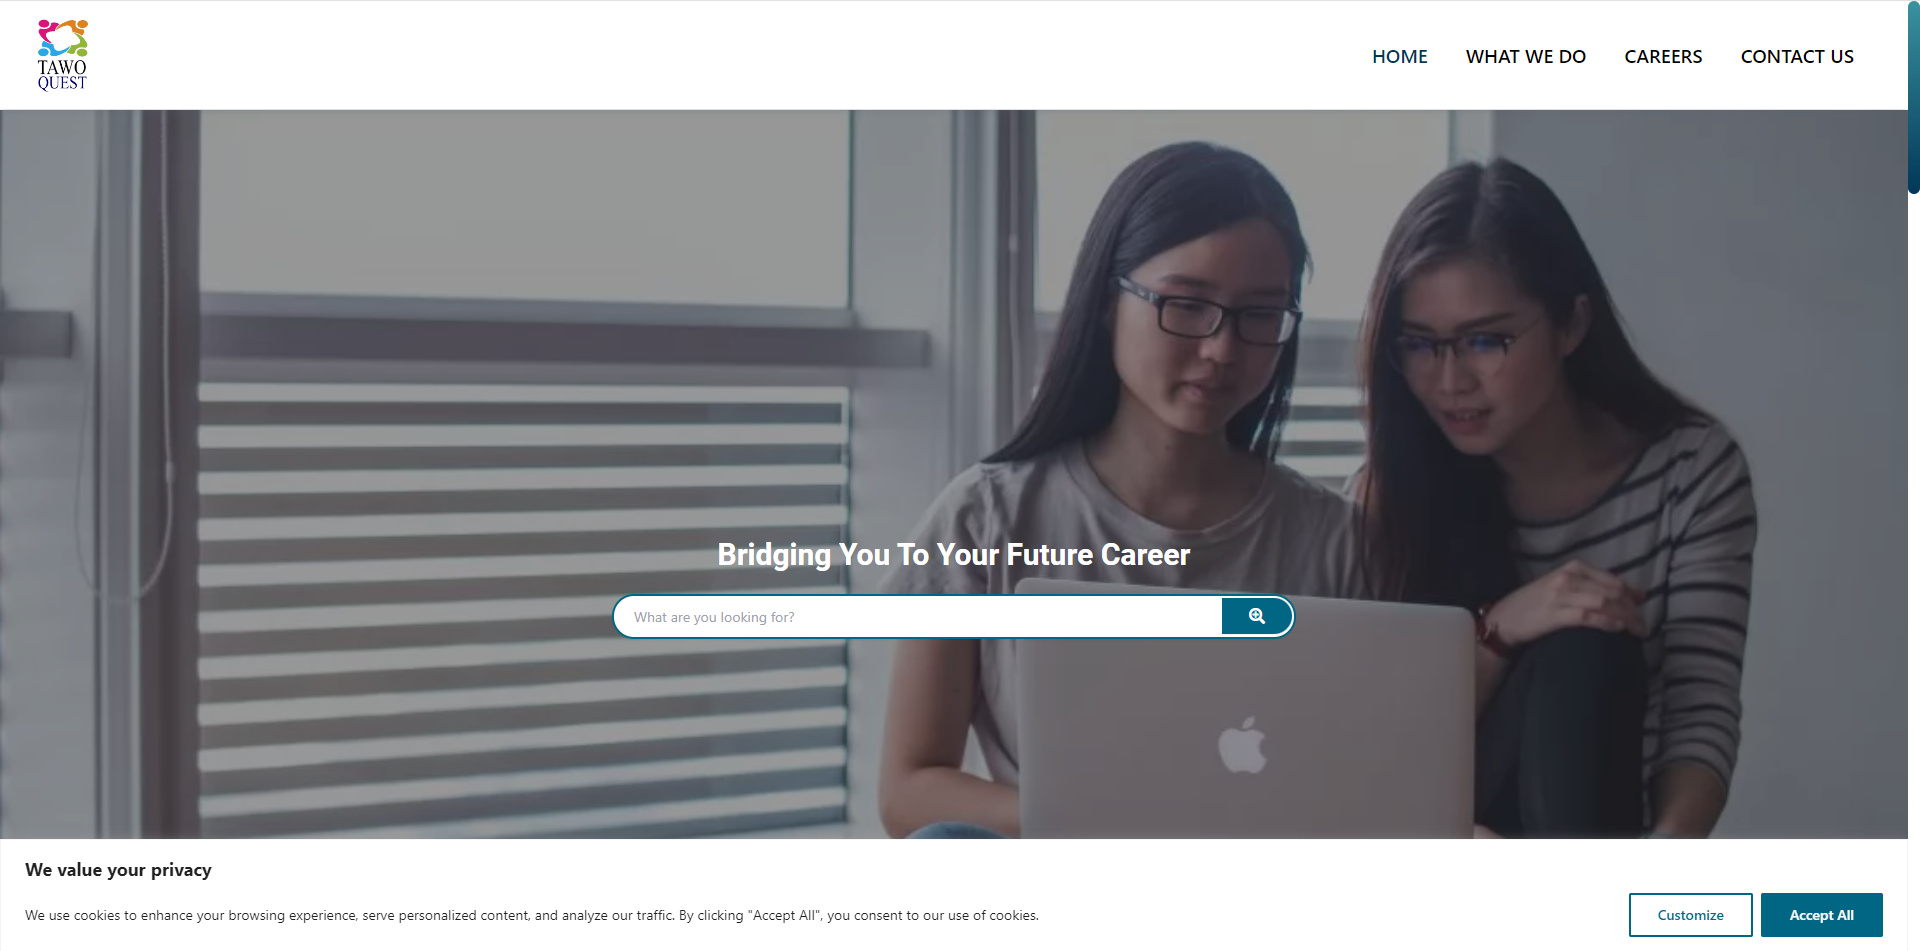 TAWO
QUEST
HOME
WHAT WE DO
CAREERS
CONTACT US
Bridging You To Your Future Career
What are you looking for?
We value your privacy
We use cookies to enhance your browsing experience, serve personalized content, and analyze our traffic. By clicking "Accept All", you consent to our use of cookies.
Customize
Accept All